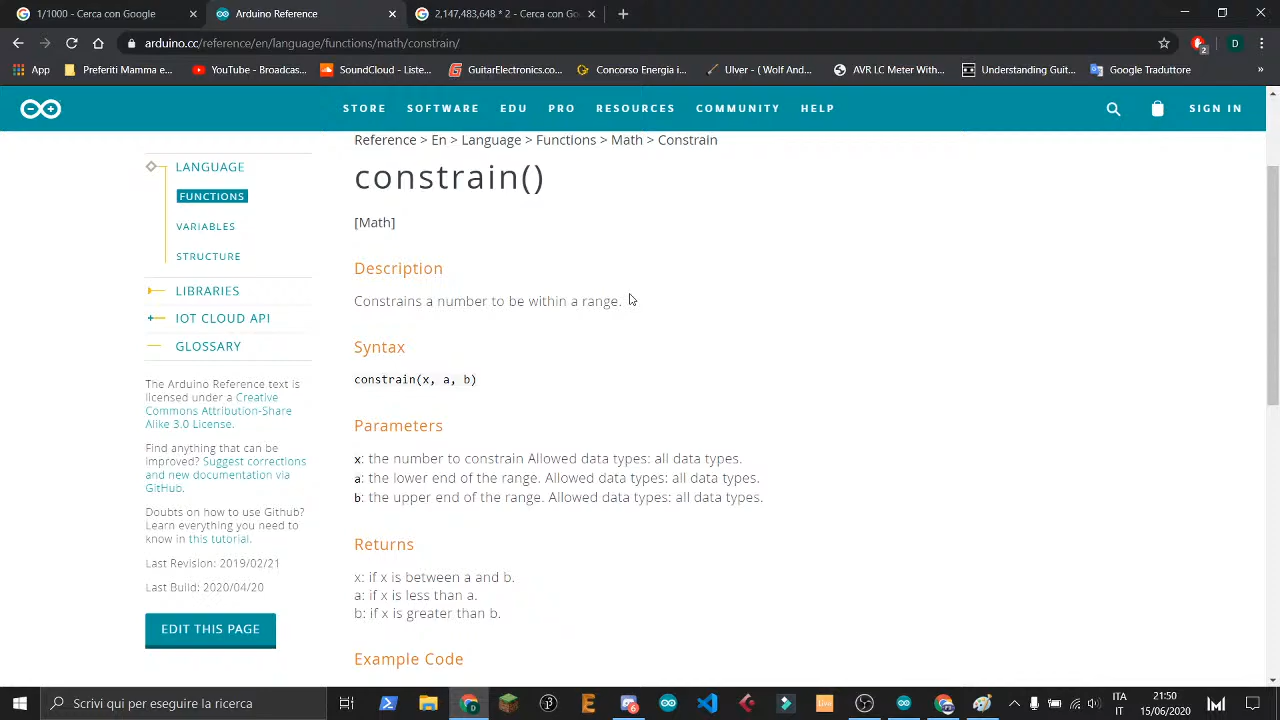 1/1000 - Cerca con Google
Arduino Reference
2,147,483,648 * 2 - Cerca con Go
arduino.cc/reference/en/language/functions/math/constrain/
2
D
App
Preferiti Mamma e...
YouTube - Broadcas...
SoundCloud - Liste...
GuitarElectronics.co...
Concorso Energia i...
Ulver - ( Wolf And...
AVR LC Meter With...
Understanding Guit...
Google Traduttore
»
STORE SOFTWARE EDU PRO RESOURCES COMMUNITY HELP
SIGN IN
LANGUAGE
FUNCTIONS
VARIABLES
STRUCTURE
LIBRARIES
IOT CLOUD API
GLOSSARY
The Arduino Reference text is
licensed under a Creative
Commons Attribution-Share
Alike 3.0 License.
Find anything that can be
improved? Suggest corrections
and new documentation via
GitHub.
Doubts on how to use Github?
Learn everything you need to
know in this tutorial.
Last Revision: 2019/02/21
Last Build: 2020/04/20
EDIT THIS PAGE
Reference > En > Language > Functions > Math > Constrain
constrain()
[Math]
Description
Constrains a number to be within a range.
Syntax
constrain(x, a, b)
Parameters
x: the number to constrain Allowed data types: all data types.
a: the lower end of the range. Allowed data types: all data types.
b: the upper end of the range. Allowed data types: all data types.
Returns
x: if x is between a and b.
a: if x is less than a.
b: if x is greater than b.
Example Code
Scrivi qui per eseguire la ricerca
ITA
IT
21:50
15/06/2020